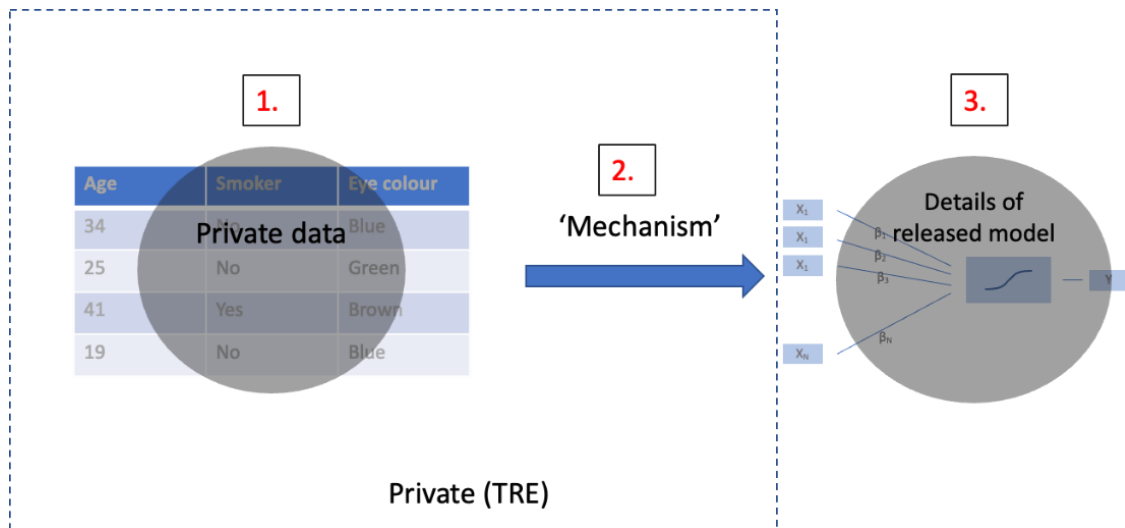 1.
Age Smoker Eye colour
34 No Blue
Private data
25 No Green
41 Yes Brown
19 No Blue
2.
‘Mechanism’
3.
Details of
released model
X₁
X₁
X₁
Xₙ
β₁
β₂
β₃
βₙ
Y
Private (TRE)